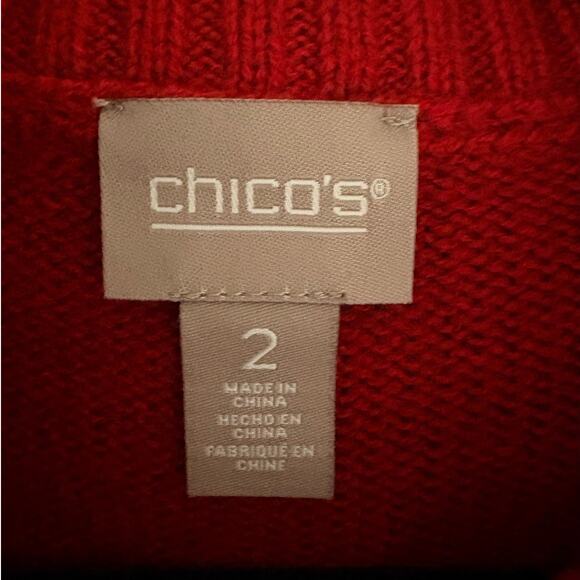 chico's®
2
MADE IN
CHINA
HECHO EN
CHINA
FABRIQUÉ EN
CHINE